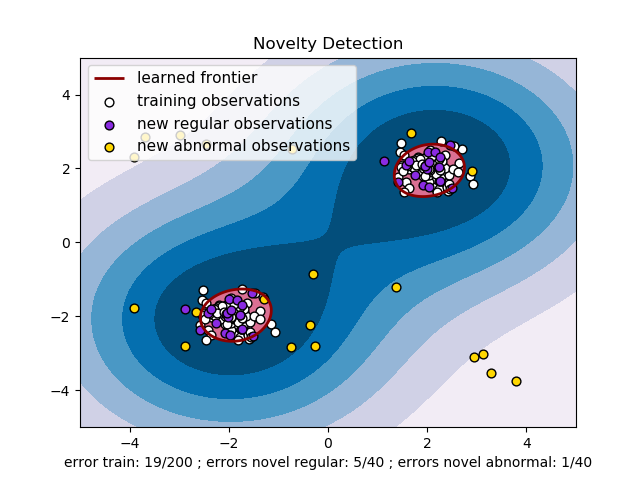 Novelty Detection
learned frontier
training observations
new regular observations
new abnormal observations
4
2
0
−2
−4
−4 −2 0 2 4
error train: 19/200 ; errors novel regular: 5/40 ; errors novel abnormal: 1/40